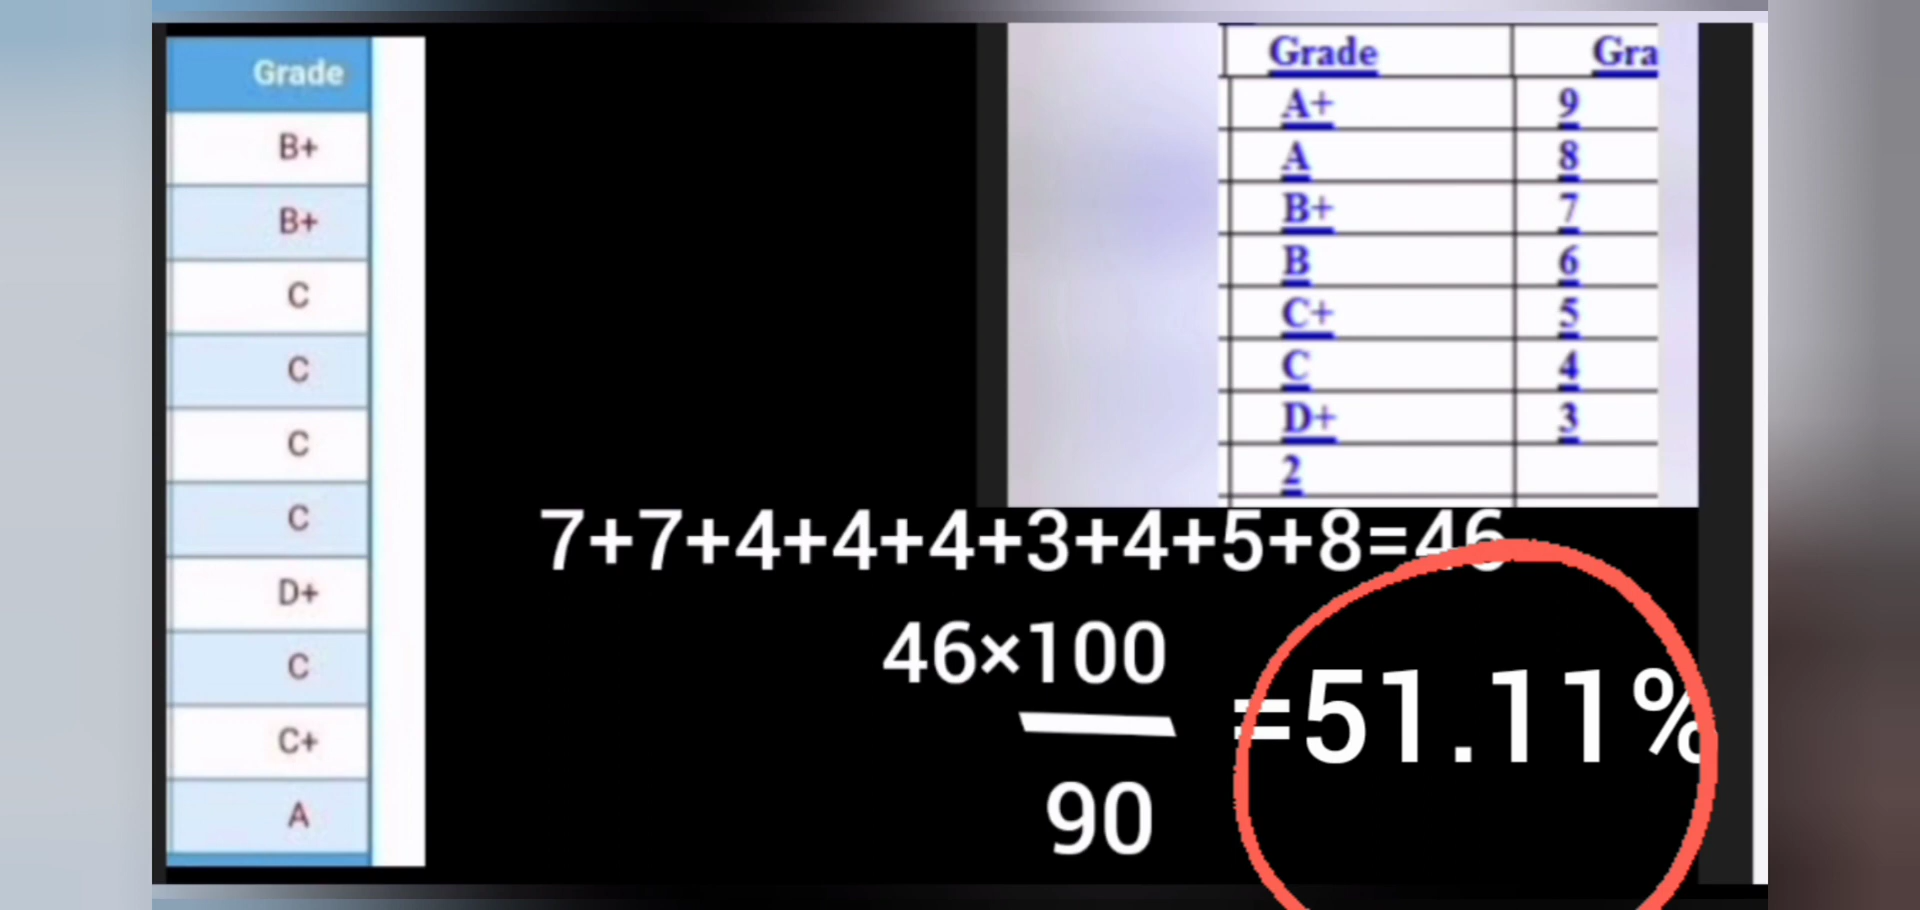 Grade
B+
B+
C
C
C
C
D+
C
C+
A
Grade Gra
A+ 9
A 8
B+ 7
B 6
C+ 5
C 4
D+ 3
2
7+7+4+4+4+3+4+5+8=46
46×100
90
=51.11%